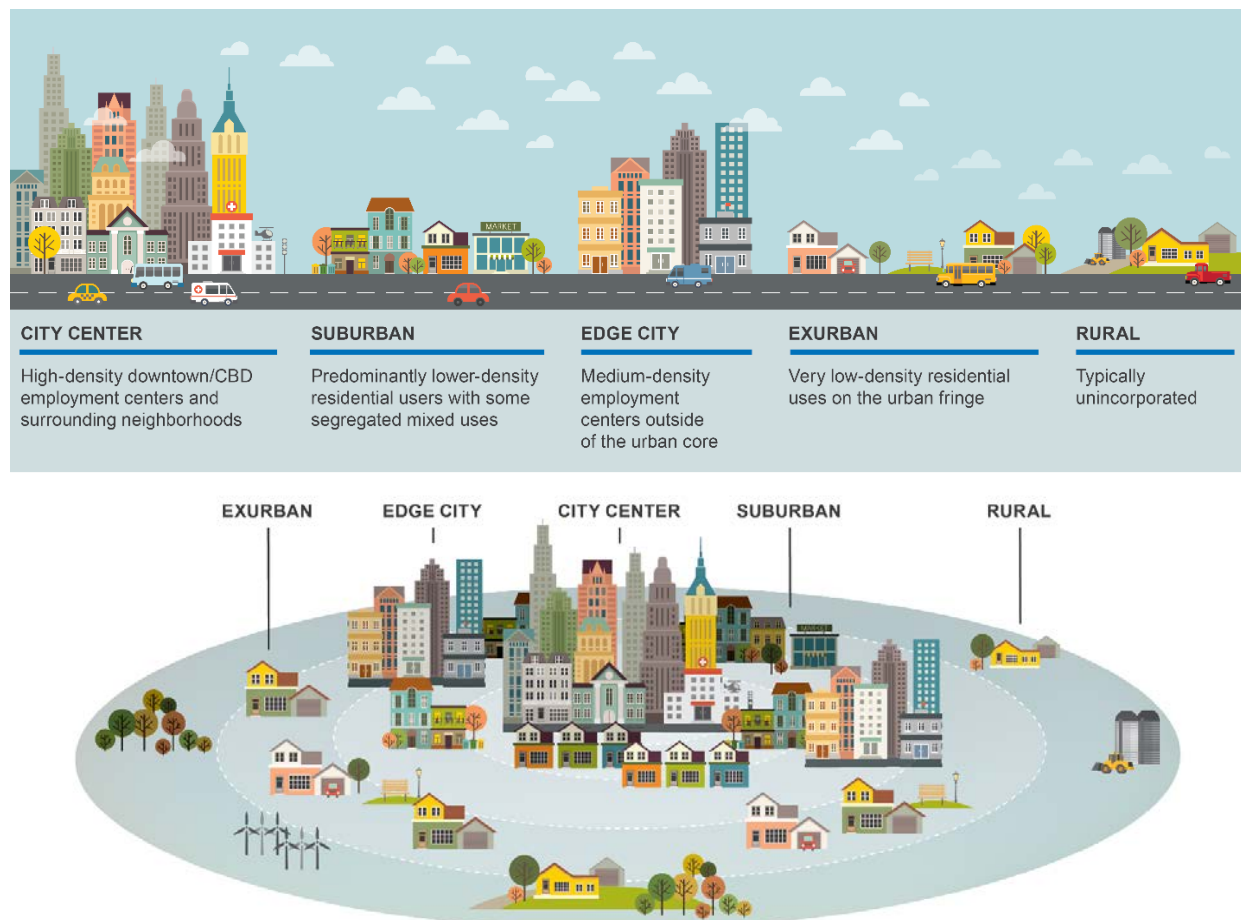 MARKET
CITY CENTER
High-density downtown/CBD
employment centers and
surrounding neighborhoods
SUBURBAN
Predominantly lower-density
residential users with some
segregated mixed uses
EDGE CITY
Medium-density
employment
centers outside
of the urban core
EXURBAN
Very low-density residential
uses on the urban fringe
RURAL
Typically
unincorporated
EXURBAN
EDGE CITY
CITY CENTER
SUBURBAN
RURAL
MARKET